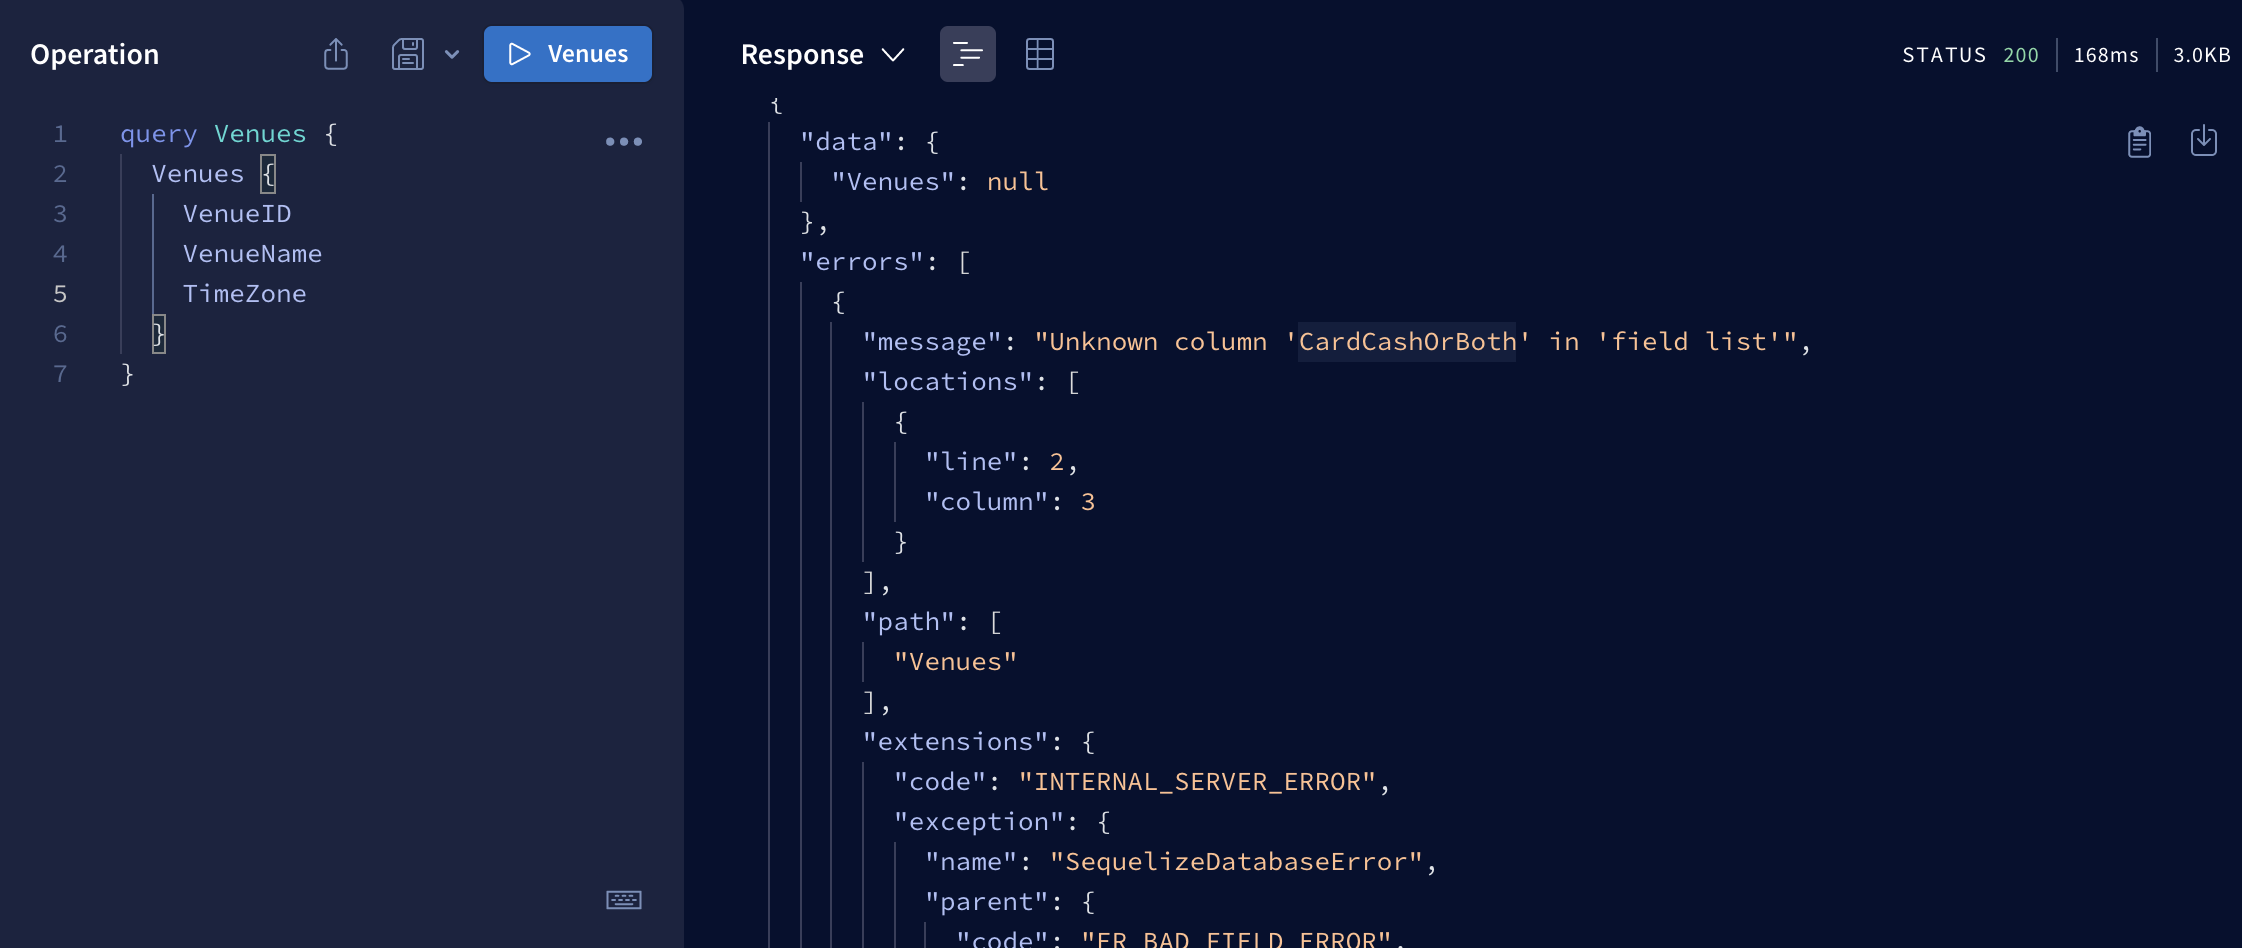 Operation
Venues
1 query Venues {
2 Venues {
3 VenueID
4 VenueName
5 TimeZone
6 }
7 }
Response
STATUS 200 168ms 3.0KB
{
"data": {
"Venues": null
},
"errors": [
{
"message": "Unknown column 'CardCashOrBoth' in 'field list'",
"locations": [
{
"line": 2,
"column": 3
}
],
"path": [
"Venues"
],
"extensions": {
"code": "INTERNAL_SERVER_ERROR",
"exception": {
"name": "SequelizeDatabaseError",
"parent": {
"code": "ER_BAD_FIELD_ERROR",